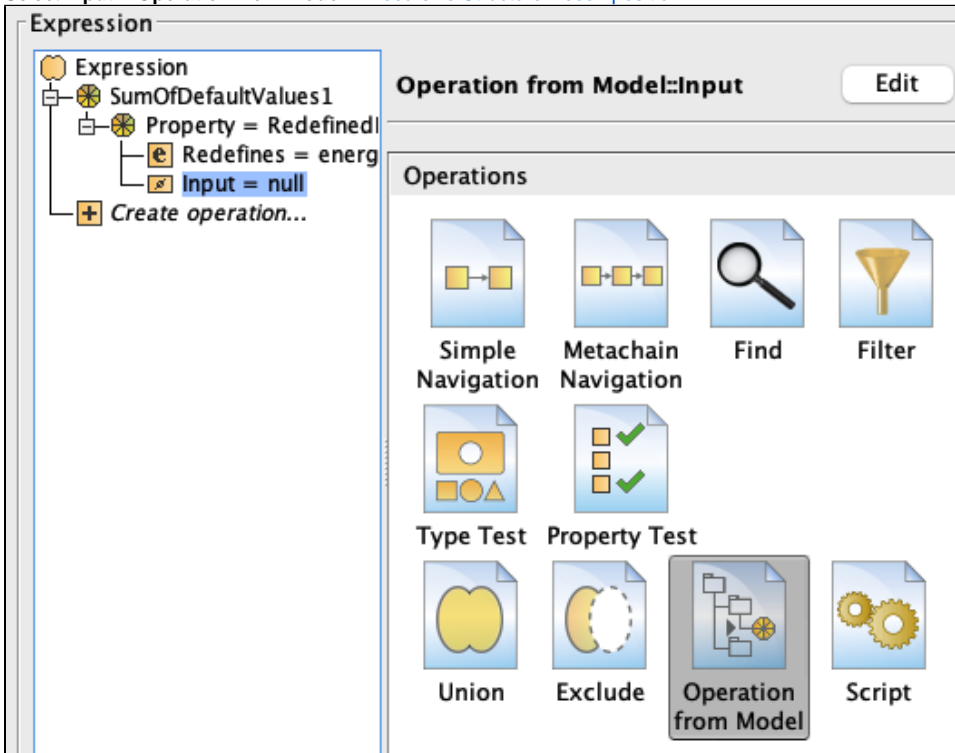 Expression
Expression
SumOfDefaultValues1
Property = RedefinedI
Redefines = energ
Input = null
Create operation...
Operation from Model::Input
Edit
Operations
Simple Navigation
Metachain Navigation
Find
Filter
Type Test
Property Test
Union
Exclude
Operation from Model
Script